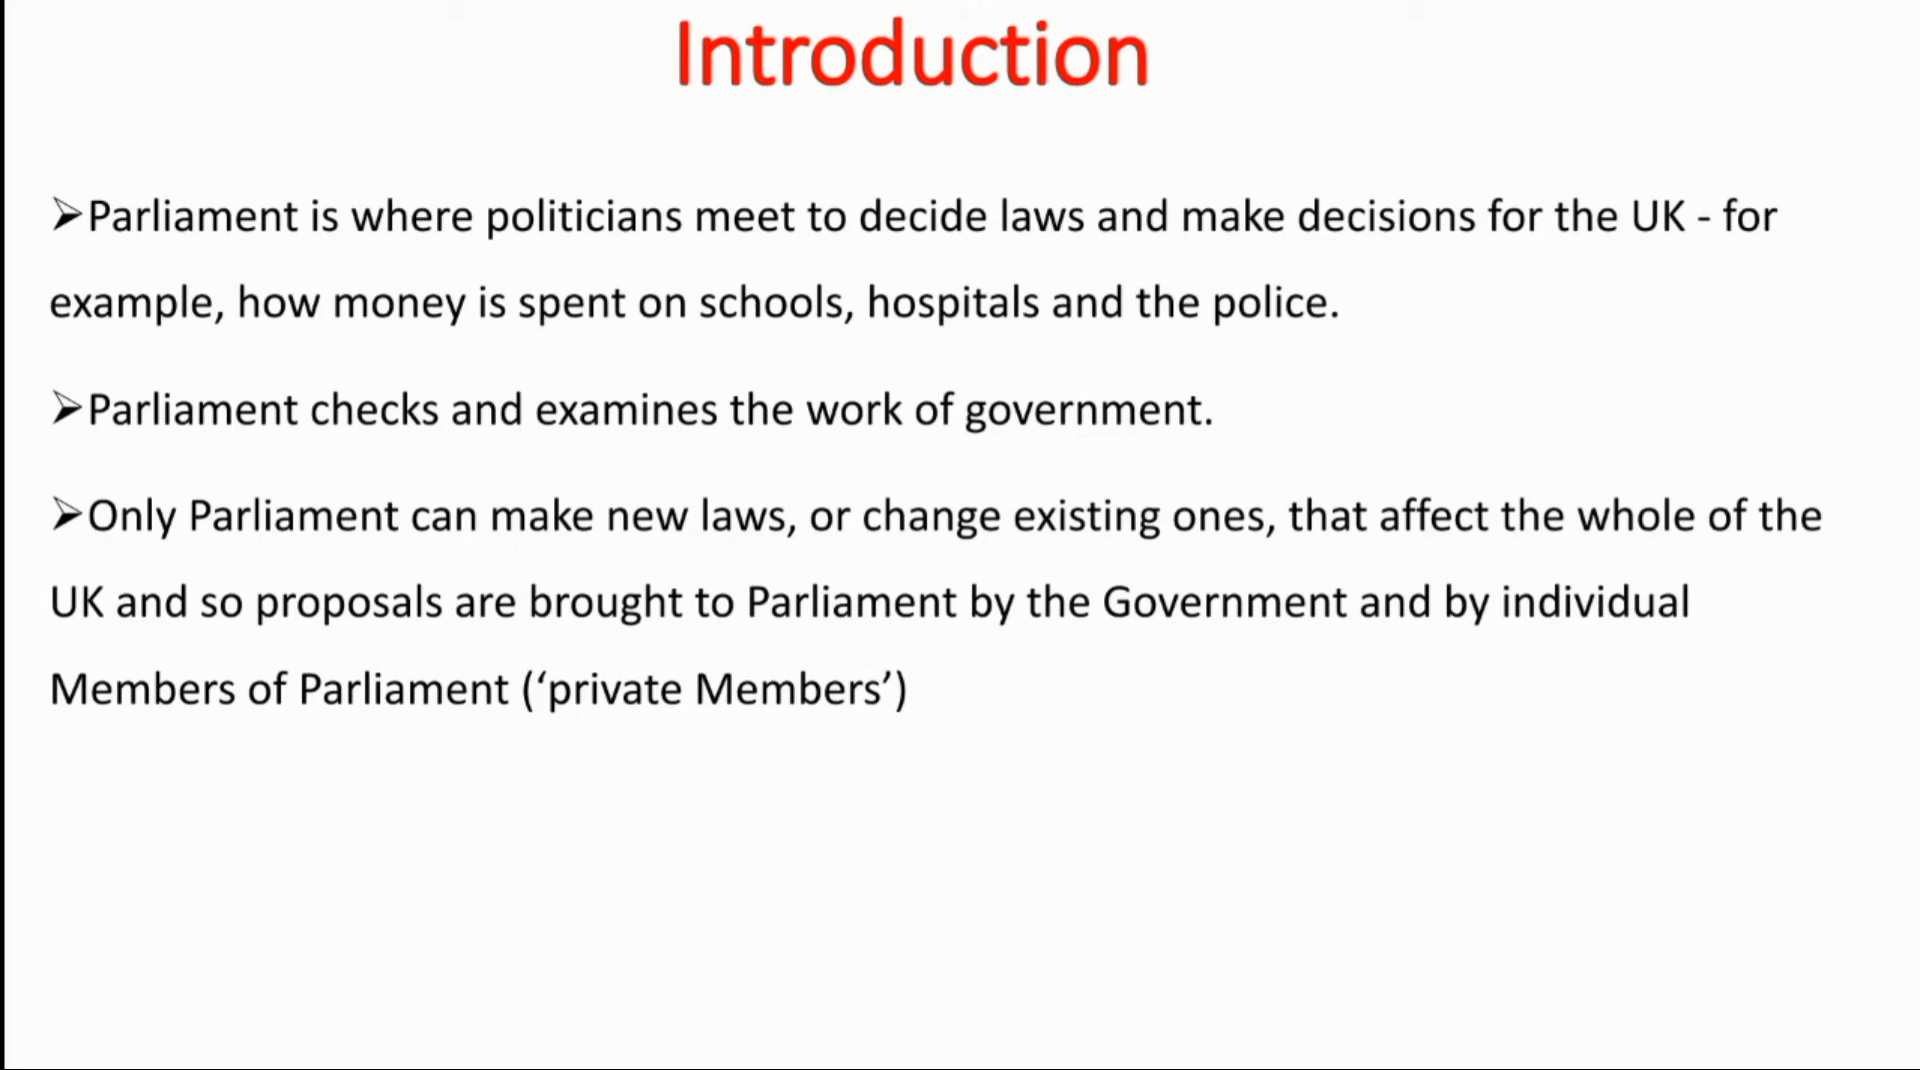 Introduction
➢Parliament is where politicians meet to decide laws and make decisions for the UK - for
example, how money is spent on schools, hospitals and the police.
➢Parliament checks and examines the work of government.
➢Only Parliament can make new laws, or change existing ones, that affect the whole of the
UK and so proposals are brought to Parliament by the Government and by individual
Members of Parliament (‘private Members’)